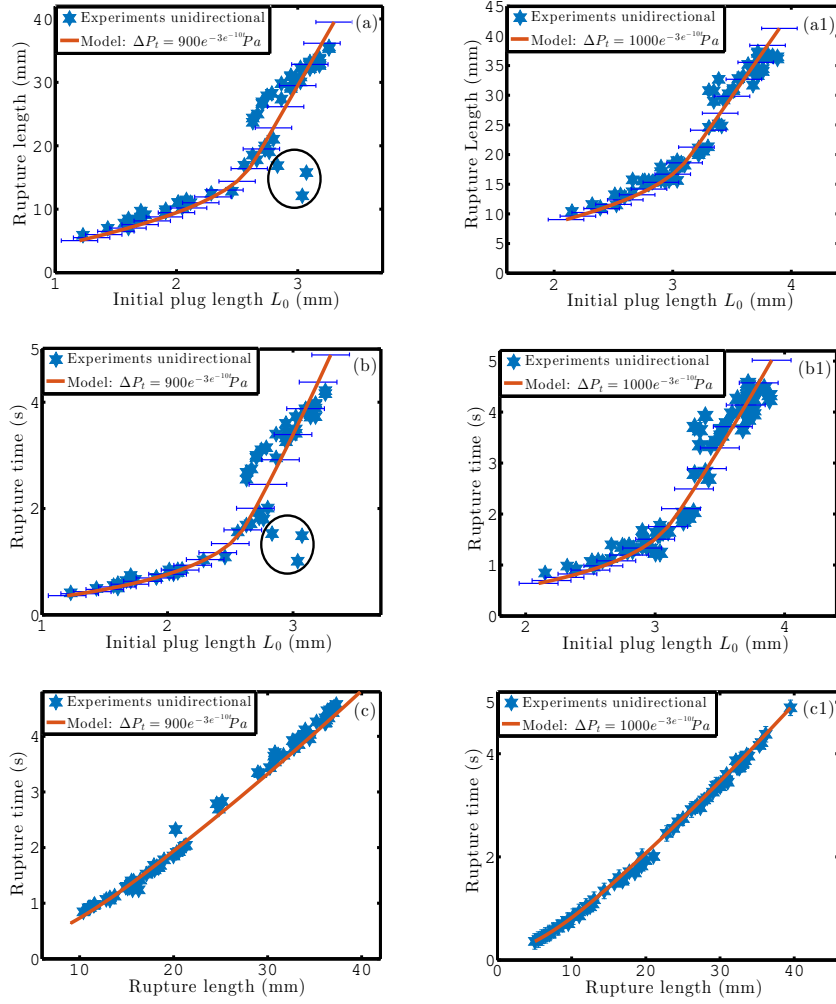 (a)
Experiments unidirectional
Model: ΔP_t = 900e^{-3e^{-10t}}Pa
40
30
20
10
0
Rupture length (mm)
1 2 3
Initial plug length L_0 (mm)
(a1)
Experiments unidirectional
Model: ΔP_t = 1000e^{-3e^{-10t}}Pa
45
40
35
30
25
20
15
10
5
0
Rupture Length (mm)
2 3 4
Initial plug length L_0 (mm)
(b)
Experiments unidirectional
Model: ΔP_t = 900e^{-3e^{-10t}}Pa
5
4
2
0
Rupture time (s)
1 2 3
Initial plug length L_0 (mm)
(b1)
Experiments unidirectional
Model: ΔP_t = 1000e^{-3e^{-10t}}Pa
5
4
3
2
1
0
Rupture time (s)
2 3 4
Initial plug length L_0 (mm)
(c)
Experiments unidirectional
Model: ΔP_t = 900e^{-3e^{-10t}}Pa
4
3
2
1
0
Rupture time (s)
10 20 30 40
Rupture length (mm)
(c1)
Experiments unidirectional
Model: ΔP_t = 1000e^{-3e^{-10t}}Pa
5
4
2
0
Rupture time (s)
0 10 20 30 40
Rupture length (mm)